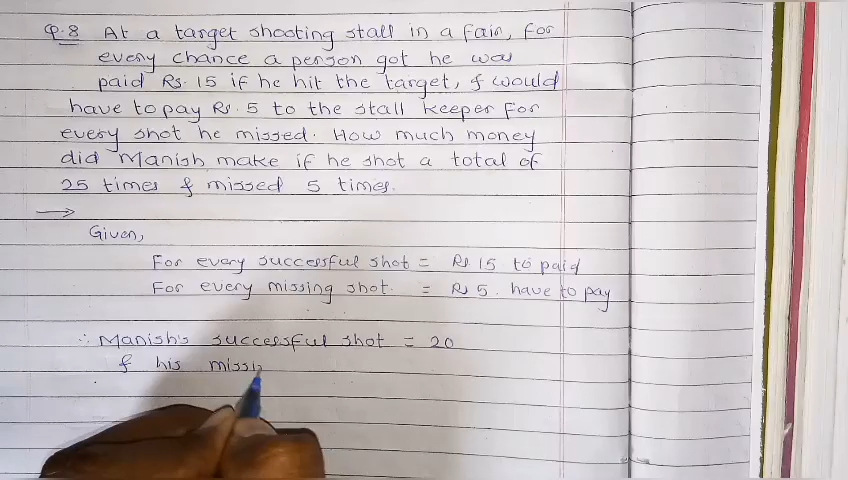 Q.8 At a target shooting stall in a fair, for
every chance a person got he was
paid Rs. 15 if he hit the target, & would
have to pay Rs. 5 to the stall keeper for
every shot he missed. How much money
did Manish make if he shot a total of
25 times & missed 5 times.
→
Given,
For every successful shot = Rs 15 to paid
For every missing shot. = Rs 5. have to pay
∴ Manish's successful shot = 20
& his missi